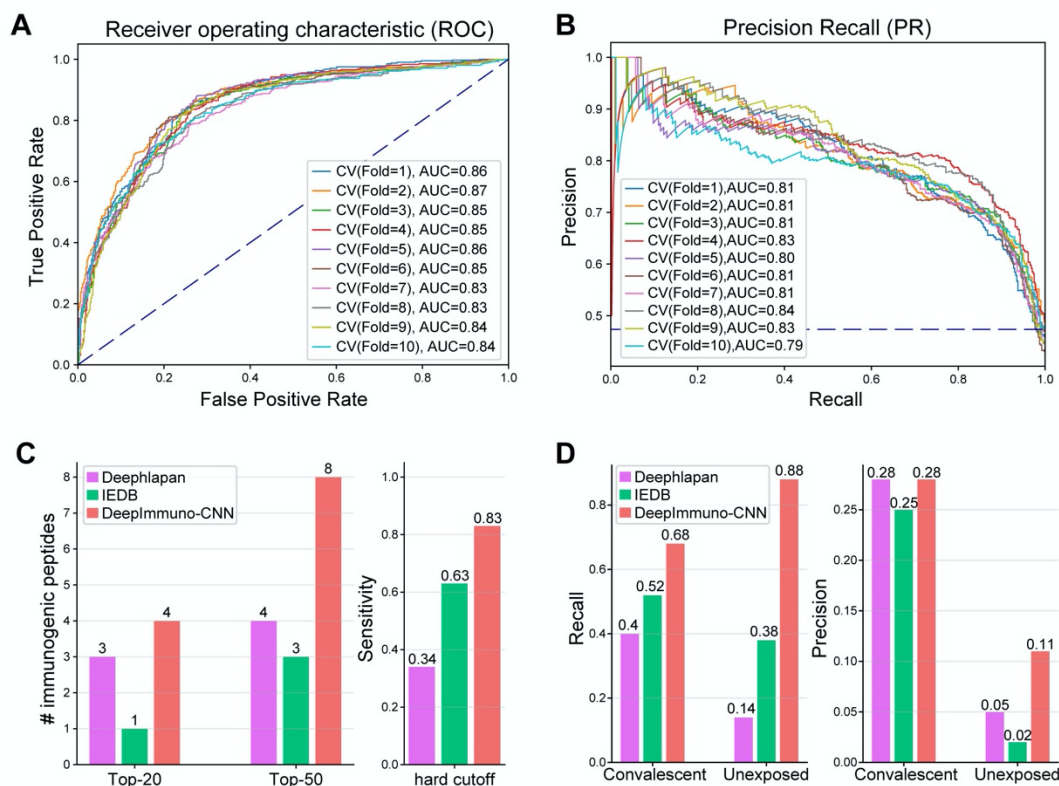 A
Receiver operating characteristic (ROC)
1.0
0.8
0.6
0.4
0.2
0.0
True Positive Rate
CV(Fold=1), AUC=0.86
CV(Fold=2), AUC=0.87
CV(Fold=3), AUC=0.85
CV(Fold=4), AUC=0.85
CV(Fold=5), AUC=0.86
CV(Fold=6), AUC=0.85
CV(Fold=7), AUC=0.83
CV(Fold=8), AUC=0.83
CV(Fold=9), AUC=0.84
CV(Fold=10), AUC=0.84
0.0 0.2 0.4 0.6 0.8 1.0
False Positive Rate
B
Precision Recall (PR)
1.0
0.9
0.8
0.7
0.6
0.5
Precision
CV(Fold=1),AUC=0.81
CV(Fold=2),AUC=0.81
CV(Fold=3),AUC=0.81
CV(Fold=4),AUC=0.83
CV(Fold=5),AUC=0.80
CV(Fold=6),AUC=0.81
CV(Fold=7),AUC=0.81
CV(Fold=8),AUC=0.84
CV(Fold=9),AUC=0.83
CV(Fold=10),AUC=0.79
0.0 0.2 0.4 0.6 0.8 1.0
Recall
C
Deephlapan
IEDB
DeepImmuno-CNN
8
7
6
5
4
3
2
1
0
# immunogenic peptides
3
1
4
4
3
8
Top-20 Top-50
1.0
0.8
0.6
0.4
0.2
0.0
Sensitivity
0.34
0.63
0.83
hard cutoff
D
Deephlapan
IEDB
DeepImmuno-CNN
0.8
0.6
0.4
0.2
0.0
Recall
0.4
0.52
0.68
0.14
0.38
0.88
Convalescent Unexposed
0.25
0.20
0.15
0.10
0.05
0.00
Precision
0.28
0.25
0.28
0.05
0.02
0.11
Convalescent Unexposed